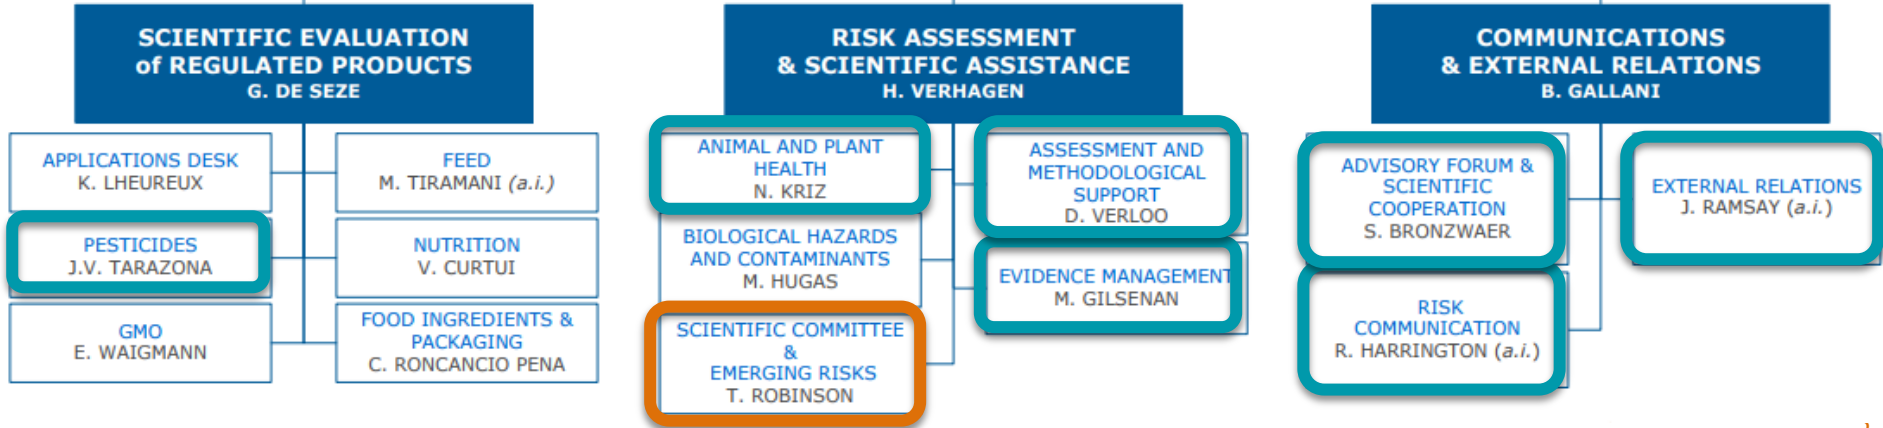 SCIENTIFIC EVALUATION
of REGULATED PRODUCTS
G. DE SEZE
APPLICATIONS DESK
K. LHEUREUX
FEED
M. TIRAMANI (a.i.)
PESTICIDES
J.V. TARAZONA
NUTRITION
V. CURTUI
GMO
E. WAIGMANN
FOOD INGREDIENTS &
PACKAGING
C. RONCANCIO PENA
RISK ASSESSMENT
& SCIENTIFIC ASSISTANCE
H. VERHAGEN
ANIMAL AND PLANT
HEALTH
N. KRIZ
ASSESSMENT AND
METHODOLOGICAL
SUPPORT
D. VERLOO
BIOLOGICAL HAZARDS
AND CONTAMINANTS
M. HUGAS
EVIDENCE MANAGEMENT
M. GILSENAN
SCIENTIFIC COMMITTEE
&
EMERGING RISKS
T. ROBINSON
COMMUNICATIONS
& EXTERNAL RELATIONS
B. GALLANI
ADVISORY FORUM &
SCIENTIFIC
COOPERATION
S. BRONZWAER
EXTERNAL RELATIONS
J. RAMSAY (a.i.)
RISK
COMMUNICATION
R. HARRINGTON (a.i.)